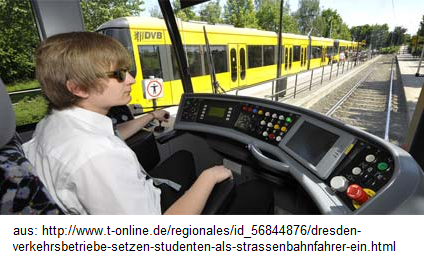 DVB
aus: http://www.t-online.de/regionales/id_56844876/dresden-
verkehrsbetriebe-setzen-studenten-als-strassenbahnfahrer-ein.html